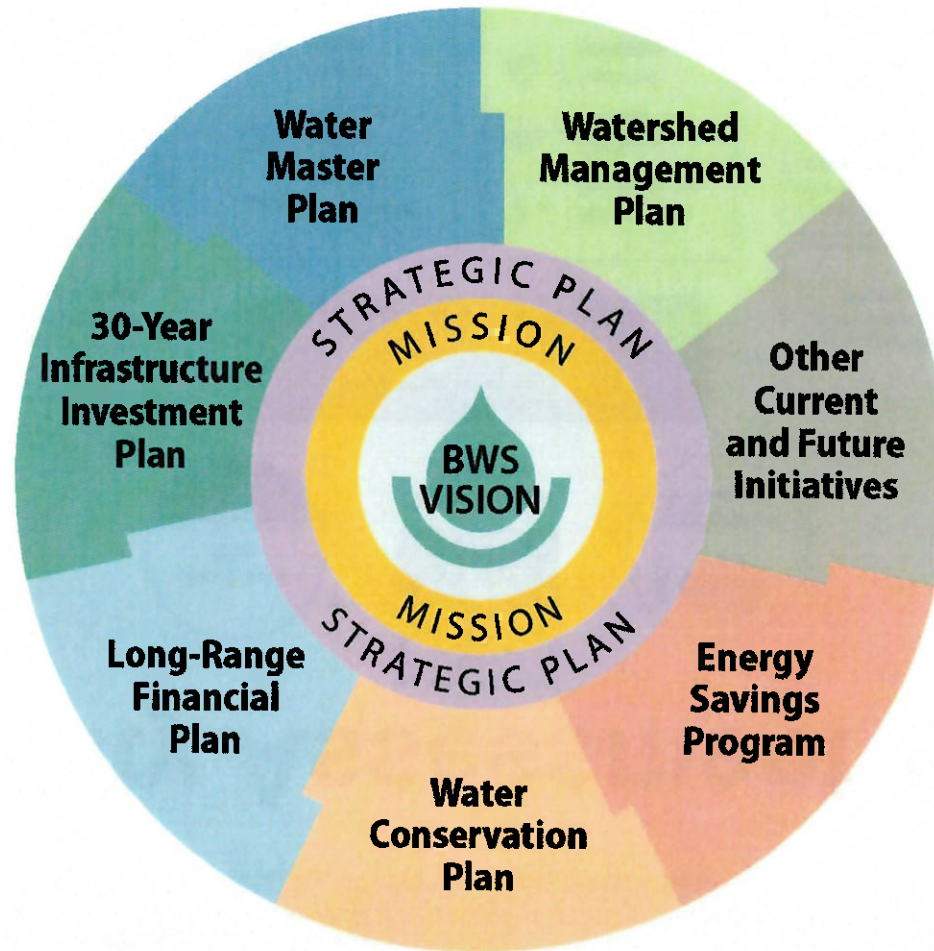 Water
Master
Plan
Watershed
Management
Plan
30-Year
Infrastructure
Investment
Plan
Other
Current
and Future
Initiatives
STRATEGIC PLAN
MISSION
BWS
VISION
MISSION
STRATEGIC PLAN
Long-Range
Financial
Plan
Energy
Savings
Program
Water
Conservation
Plan